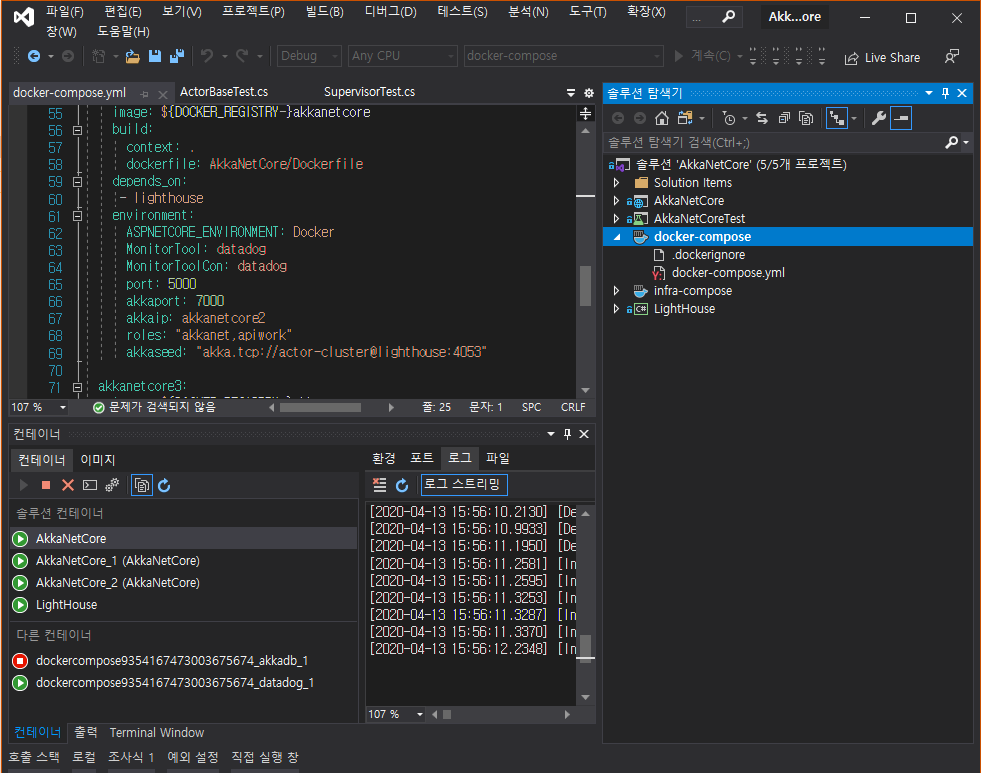 파일(F) 편집(E) 보기(V) 프로젝트(P) 빌드(B) 디버그(D) 테스트(S) 분석(N) 도구(T) 확장(X) ... Akk...ore
창(W) 도움말(H)
Debug Any CPU docker-compose 계속(C) Live Share
docker-compose.yml ActorBaseTest.cs SupervisorTest.cs
55 image: ${DOCKER_REGISTRY-}akkanetcore
56 build:
57 context: .
58 dockerfile: AkkaNetCore/Dockerfile
59 depends_on:
60 - lighthouse
61 environment:
62 ASPNETCORE_ENVIRONMENT: Docker
63 MonitorTool: datadog
64 MonitorToolCon: datadog
65 port: 5000
66 akkaport: 7000
67 akkaip: akkanetcore2
68 roles: "akkanet,apiwork"
69 akkaseed: "akka.tcp://actor-cluster@lighthouse:4053"
70
71 akkanetcore3:
107 % 문제가 검색되지 않음 줄: 25 문자: 1 SPC CRLF
컨테이너
컨테이너 이미지
솔루션 컨테이너
AkkaNetCore
AkkaNetCore_1 (AkkaNetCore)
AkkaNetCore_2 (AkkaNetCore)
LightHouse
다른 컨테이너
dockercompose9354167473003675674_akkadb_1
dockercompose9354167473003675674_datadog_1
환경 포트 로그 파일
로그 스트리밍
[2020-04-13 15:56:10.2130] [De
[2020-04-13 15:56:10.9933] [De
[2020-04-13 15:56:11.1950] [De
[2020-04-13 15:56:11.2581] [In
[2020-04-13 15:56:11.2595] [In
[2020-04-13 15:56:11.3253] [In
[2020-04-13 15:56:11.3287] [In
[2020-04-13 15:56:11.3370] [In
[2020-04-13 15:56:12.2348] [In
107 %
컨테이너 출력 Terminal Window
호출 스택 로컬 조사식 1 예외 설정 직접 실행 창
솔루션 탐색기
솔루션 탐색기 검색(Ctrl+;)
솔루션 'AkkaNetCore' (5/5개 프로젝트)
Solution Items
AkkaNetCore
AkkaNetCoreTest
docker-compose
.dockerignore
docker-compose.yml
infra-compose
C# LightHouse